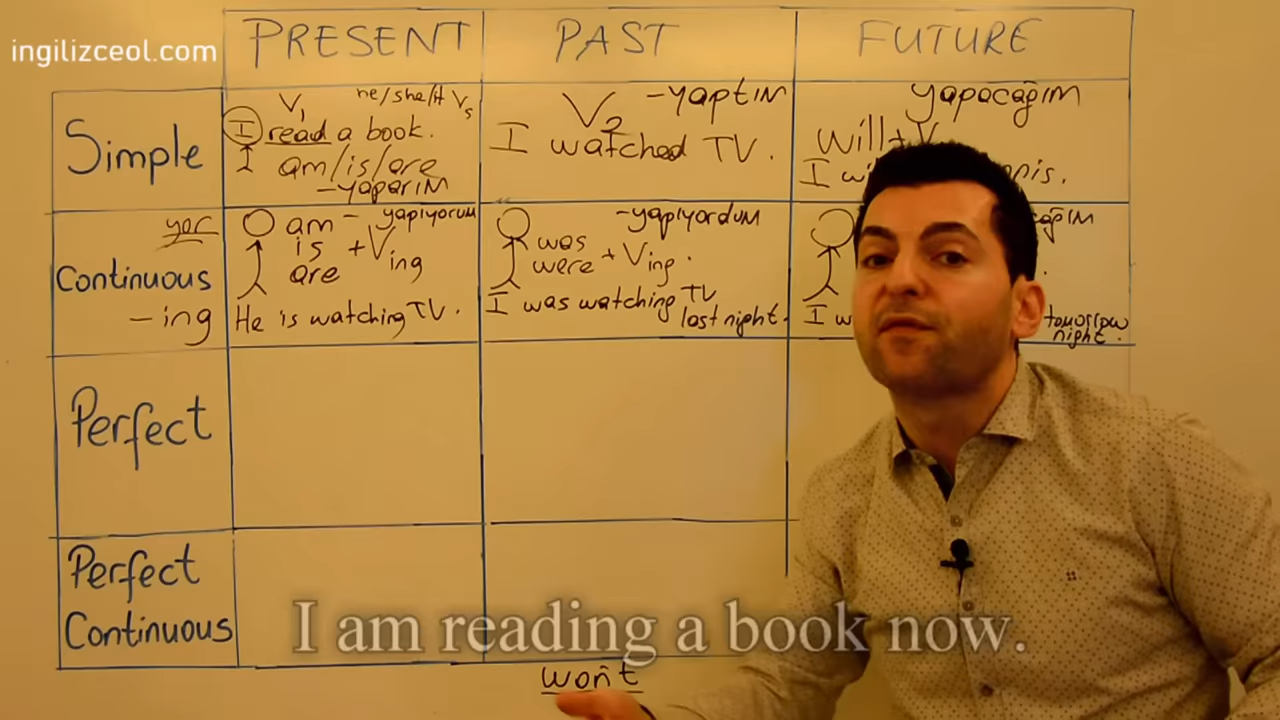 ingilizceol.com
PRESENT PAST FUTURE
Simple
V1 he/she/it Vs
I read a book.
I am/is/are
-yaparım
V2 -yaptım
I watched TV.
yapacağım
will+V
I
Continuous
-ing
yor
am - yapıyorum
is +Ving
are
He is watching TV.
-yapıyordum
was
were +Ving.
I was watching TV
last night.
I
tomorrow
night.
Perfect
Perfect
Continuous
I am reading a book now.
won't